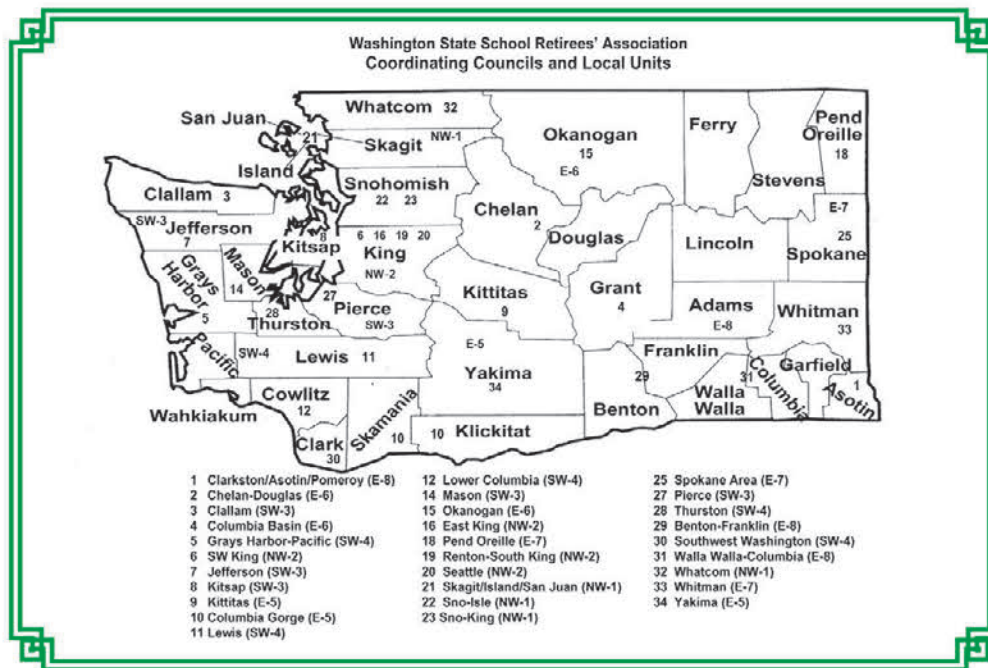 Washington State School Retirees' Association
Coordinating Councils and Local Units
Whatcom 32
San Juan
21
Skagit
NW-1
Island
Okanogan
15
E-6
Ferry
Pend
Oreille
18
Stevens
Clallam 3
Snohomish
22 23
Chelan
2
E-7
SW-3
Jefferson
7
Kitsap
8
6 16 19 20
King
NW-2
Douglas
Lincoln
25
Spokane
Grays
Harbor
5
Mason
14
Kittitas
9
Grant
4
Adams
E-8
Whitman
33
27
Pierce
SW-3
28
Thurston
Pacific
SW-4
Lewis 11
E-5
Yakima
34
Franklin
29
31
Garfield
Columbia
1
Asotin
Walla
Walla
Wahkiakum
Cowlitz
12
Skamania
10
10 Klickitat
Benton
Clark
30
1 Clarkston/Asotin/Pomeroy (E-8)
2 Chelan-Douglas (E-6)
3 Clallam (SW-3)
4 Columbia Basin (E-6)
5 Grays Harbor-Pacific (SW-4)
6 SW King (NW-2)
7 Jefferson (SW-3)
8 Kitsap (SW-3)
9 Kittitas (E-5)
10 Columbia Gorge (E-5)
11 Lewis (SW-4)
12 Lower Columbia (SW-4)
14 Mason (SW-3)
15 Okanogan (E-6)
16 East King (NW-2)
18 Pend Oreille (E-7)
19 Renton-South King (NW-2)
20 Seattle (NW-2)
21 Skagit/Island/San Juan (NW-1)
22 Sno-Isle (NW-1)
23 Sno-King (NW-1)
25 Spokane Area (E-7)
27 Pierce (SW-3)
28 Thurston (SW-4)
29 Benton-Franklin (E-8)
30 Southwest Washington (SW-4)
31 Walla Walla-Columbia (E-8)
32 Whatcom (NW-1)
33 Whitman (E-7)
34 Yakima (E-5)